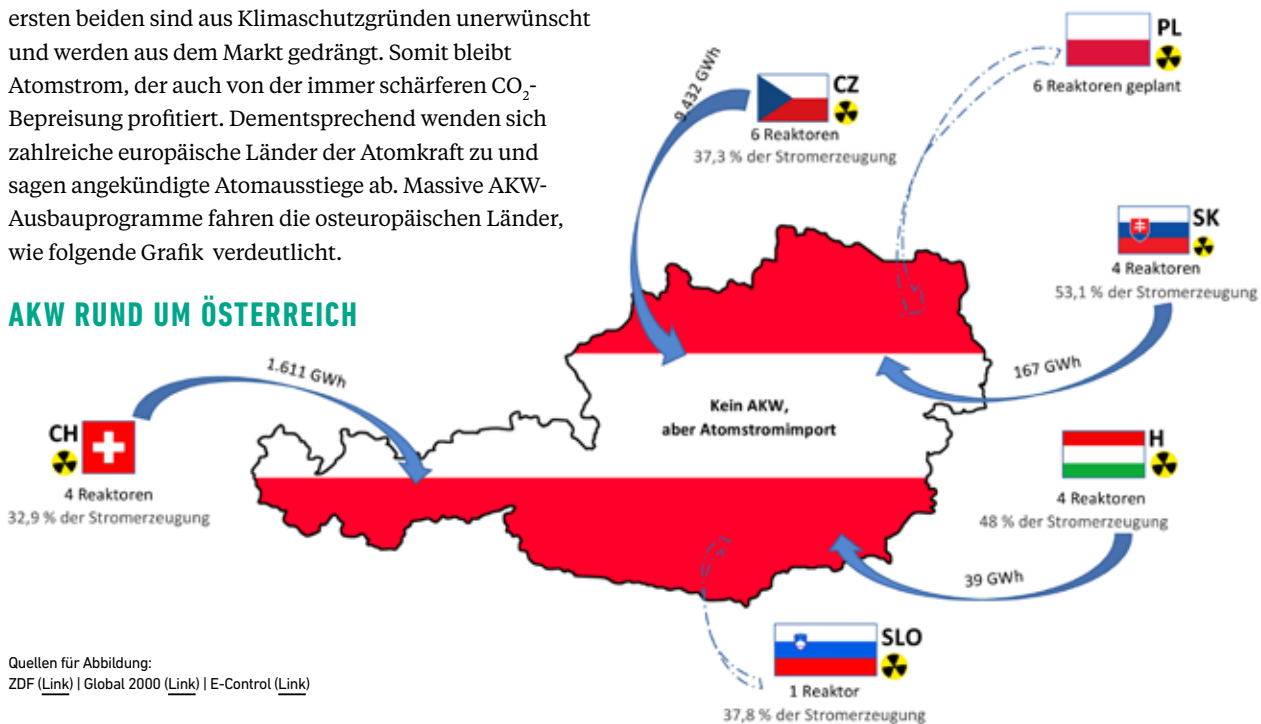 ersten beiden sind aus Klimaschutzgründen unerwünscht
und werden aus dem Markt gedrängt. Somit bleibt
Atomstrom, der auch von der immer schärferen CO₂-
Bepreisung profitiert. Dementsprechend wenden sich
zahlreiche europäische Länder der Atomkraft zu und
sagen angekündigte Atomausstiege ab. Massive AKW-
Ausbauprogramme fahren die osteuropäischen Länder,
wie folgende Grafik verdeutlicht.
AKW RUND UM ÖSTERREICH
PL
6 Reaktoren geplant
9.432 GWh
CZ
6 Reaktoren
37,3 % der Stromerzeugung
SK
4 Reaktoren
53,1 % der Stromerzeugung
167 GWh
1.611 GWh
CH
4 Reaktoren
32,9 % der Stromerzeugung
Kein AKW,
aber Atomstromimport
H
4 Reaktoren
48 % der Stromerzeugung
39 GWh
SLO
1 Reaktor
37,8 % der Stromerzeugung
Quellen für Abbildung:
ZDF (Link) | Global 2000 (Link) | E-Control (Link)